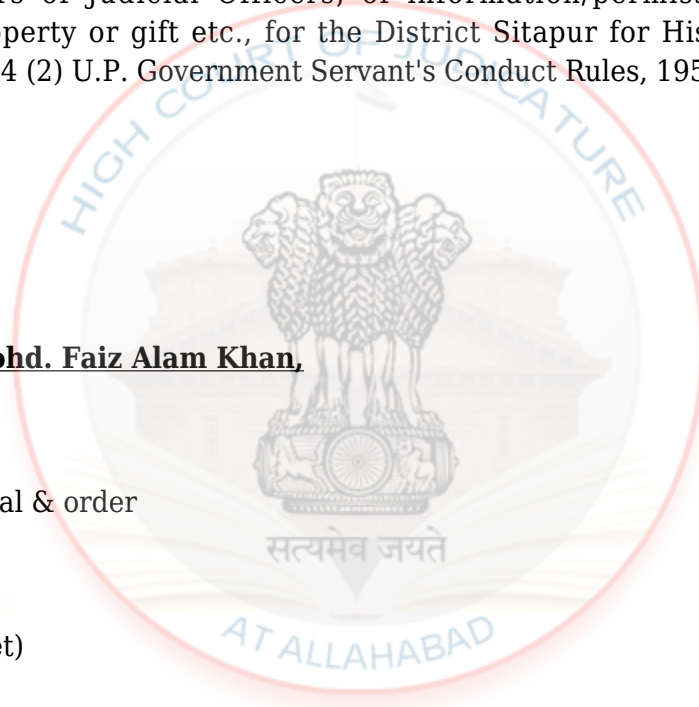 rs of Judicial Officers, or information/permiss
operty or gift etc., for the District Sitapur for His
4 (2) U.P. Government Servant's Conduct Rules, 195
HIGH COURT OF JUDICATURE
ohd. Faiz Alam Khan,
al & order
सत्यमेव जयते
AT ALLAHABAD
et)